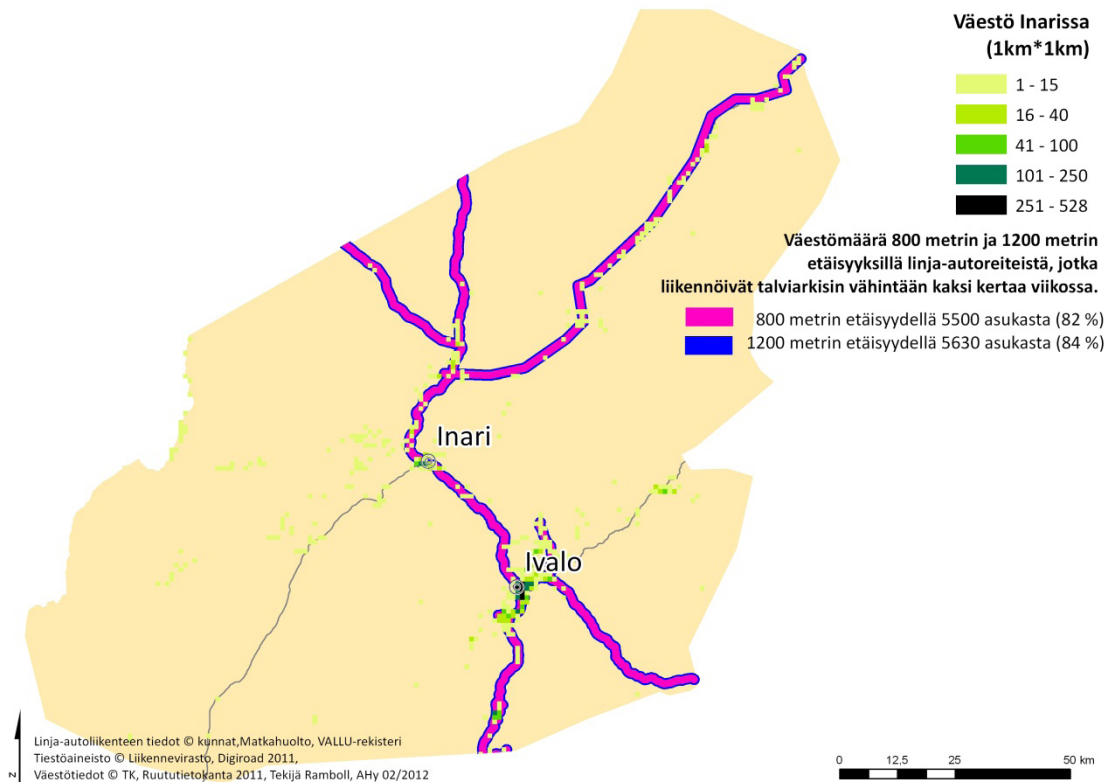 Väestö Inarissa
(1km*1km)
1 - 15
16 - 40
41 - 100
101 - 250
251 - 528
Väestömäärä 800 metrin ja 1200 metrin
etäisyyksillä linja-autoreiteistä, jotka
liikennöivät talviarkisin vähintään kaksi kertaa viikossa.
800 metrin etäisyydellä 5500 asukasta (82 %)
1200 metrin etäisyydellä 5630 asukasta (84 %)
Inari
Ivalo
Linja-autoliikenteen tiedot © kunnat,Matkahuolto, VALLU-rekisteri
Tiestöaineisto © Liikennevirasto, Digiroad 2011,
Väestötiedot © TK, Ruututietokanta 2011, Tekijä Ramboll, AHy 02/2012
N
0 12,5 25 50 km